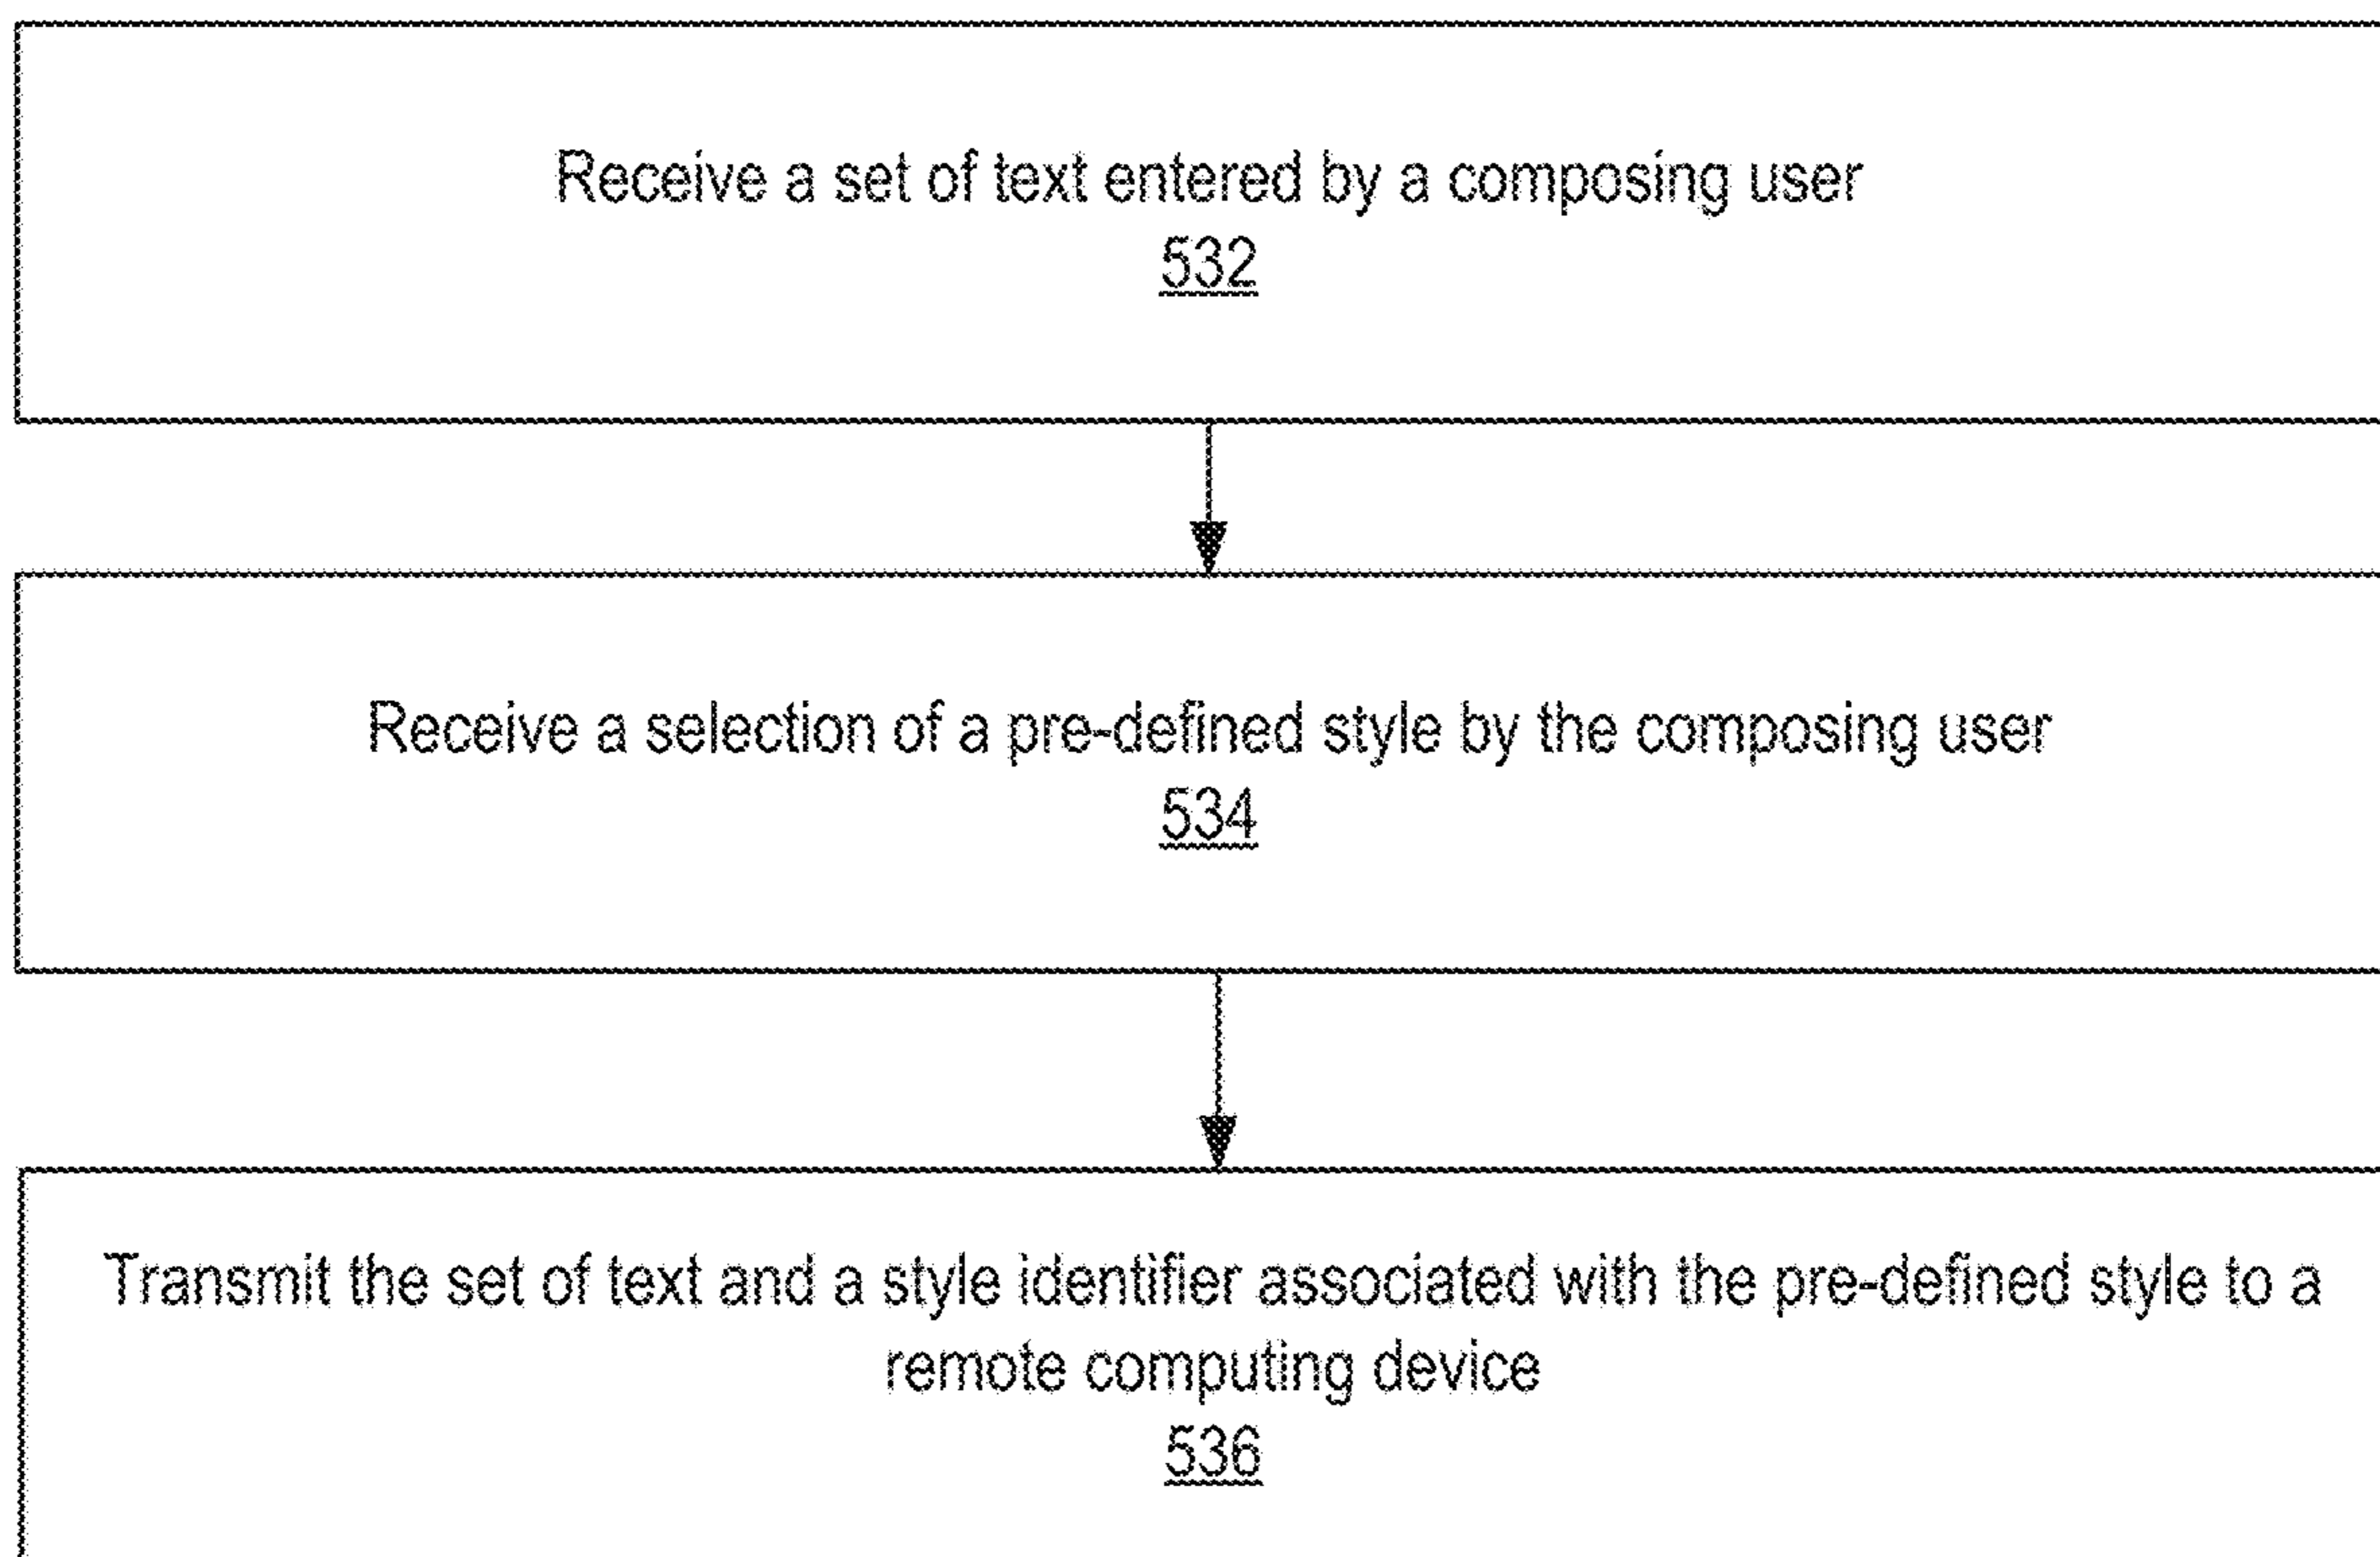 Receive a set of text entered by a composing user
532
Receive a selection of a pre-defined style by the composing user
534
Transmit the set of text and a style identifier associated with the pre-defined style to a
remote computing device
536